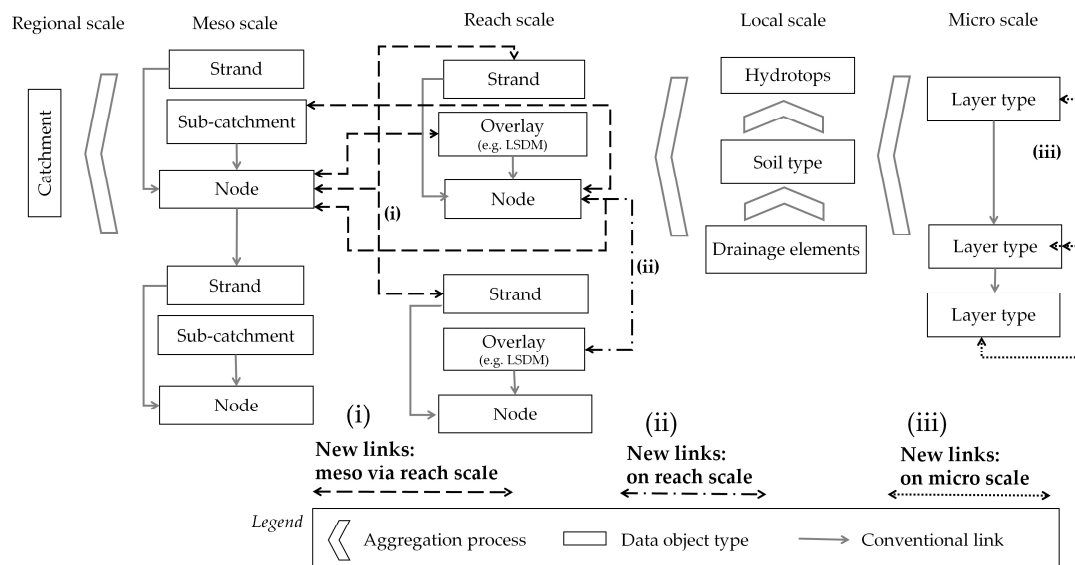 Regional scale
Meso scale
Reach scale
Local scale
Micro scale
Catchment
Strand
Sub-catchment
Node
Strand
Sub-catchment
Node
Strand
Overlay
(e.g. LSDM)
Node
(i)
(ii)
Strand
Overlay
(e.g. LSDM)
Node
Hydrotops
Soil type
Drainage elements
Layer type
(iii)
Layer type
Layer type
(i)
New links:
meso via reach scale
(ii)
New links:
on reach scale
(iii)
New links:
on micro scale
Legend
Aggregation process
Data object type
Conventional link